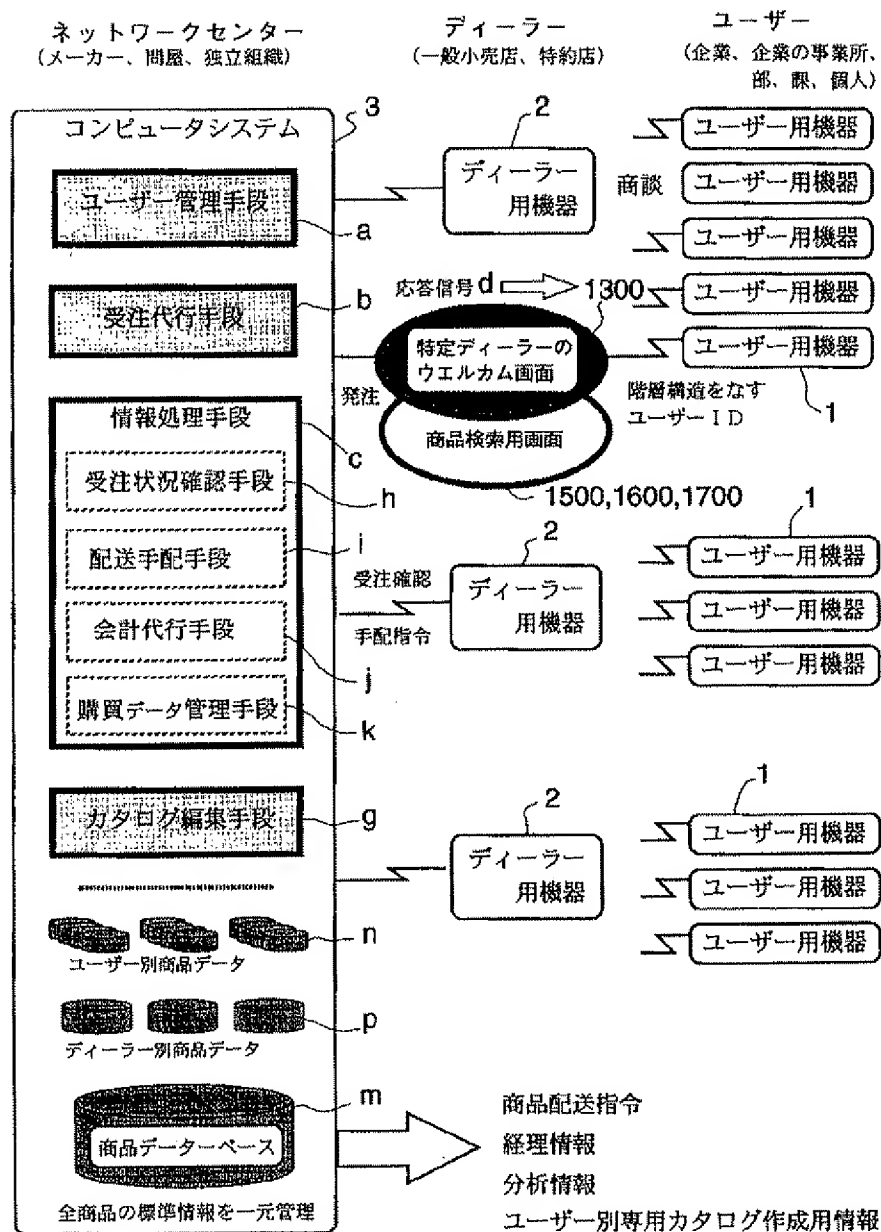 ネットワークセンター
(メーカー、問屋、独立組織)
ディーラー
(一般小売店、特約店)
ユーザー
(企業、企業の事業所、
部、課、個人)
コンピュータシステム
3
ユーザー管理手段
a
受注代行手段
b
情報処理手段
c
受注状況確認手段
h
配送手配手段
i
会計代行手段
j
購買データ管理手段
k
カタログ編集手段
g
n
ユーザー別商品データ
p
ディーラー別商品データ
m
商品データーベース
全商品の標準情報を一元管理
2
ディーラー
用機器
商談
ユーザー用機器
ユーザー用機器
ユーザー用機器
ユーザー用機器
ユーザー用機器
1
応答信号d
1300
特定ディーラーの
ウエルカム画面
発注
商品検索用画面
階層構造をなす
ユーザーID
1500,1600,1700
受注確認
手配指令
2
ディーラー
用機器
1
ユーザー用機器
ユーザー用機器
ユーザー用機器
2
ディーラー
用機器
1
ユーザー用機器
ユーザー用機器
ユーザー用機器
商品配送指令
経理情報
分析情報
ユーザー別専用カタログ作成用情報